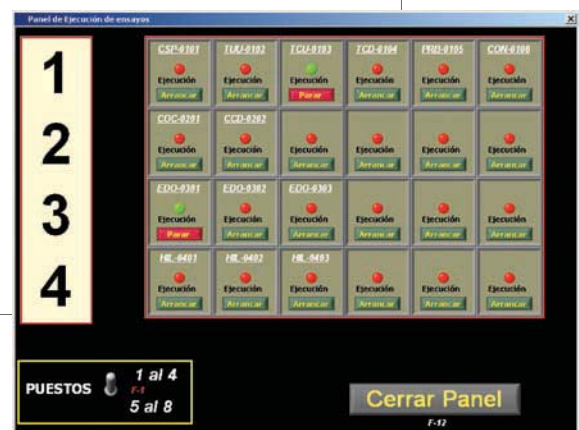 Panel de Ejecución de ensayos
1
CSP-0101 TUU-0102 TCU-0103 TCD-0104 PRB-0105 CON-0106
Ejecución Ejecución Ejecución Ejecución Ejecución Ejecución
Arrancar Arrancar Parar Arrancar Arrancar Arrancar
2
COC-0201 CCD-0202
Ejecución Ejecución Ejecución Ejecución Ejecución Ejecución
Arrancar Arrancar Arrancar Arrancar Arrancar Arrancar
3
EDO-0301 EDO-0302 EDO-0303
Ejecución Ejecución Ejecución Ejecución Ejecución Ejecución
Parar Arrancar Arrancar Arrancar Arrancar Arrancar
4
HIL-0401 HIL-0402 HIL-0403
Ejecución Ejecución Ejecución Ejecución Ejecución Ejecución
Arrancar Arrancar Arrancar Arrancar Arrancar Arrancar
PUESTOS
1 al 4
F-1
5 al 8
Cerrar Panel
F-12